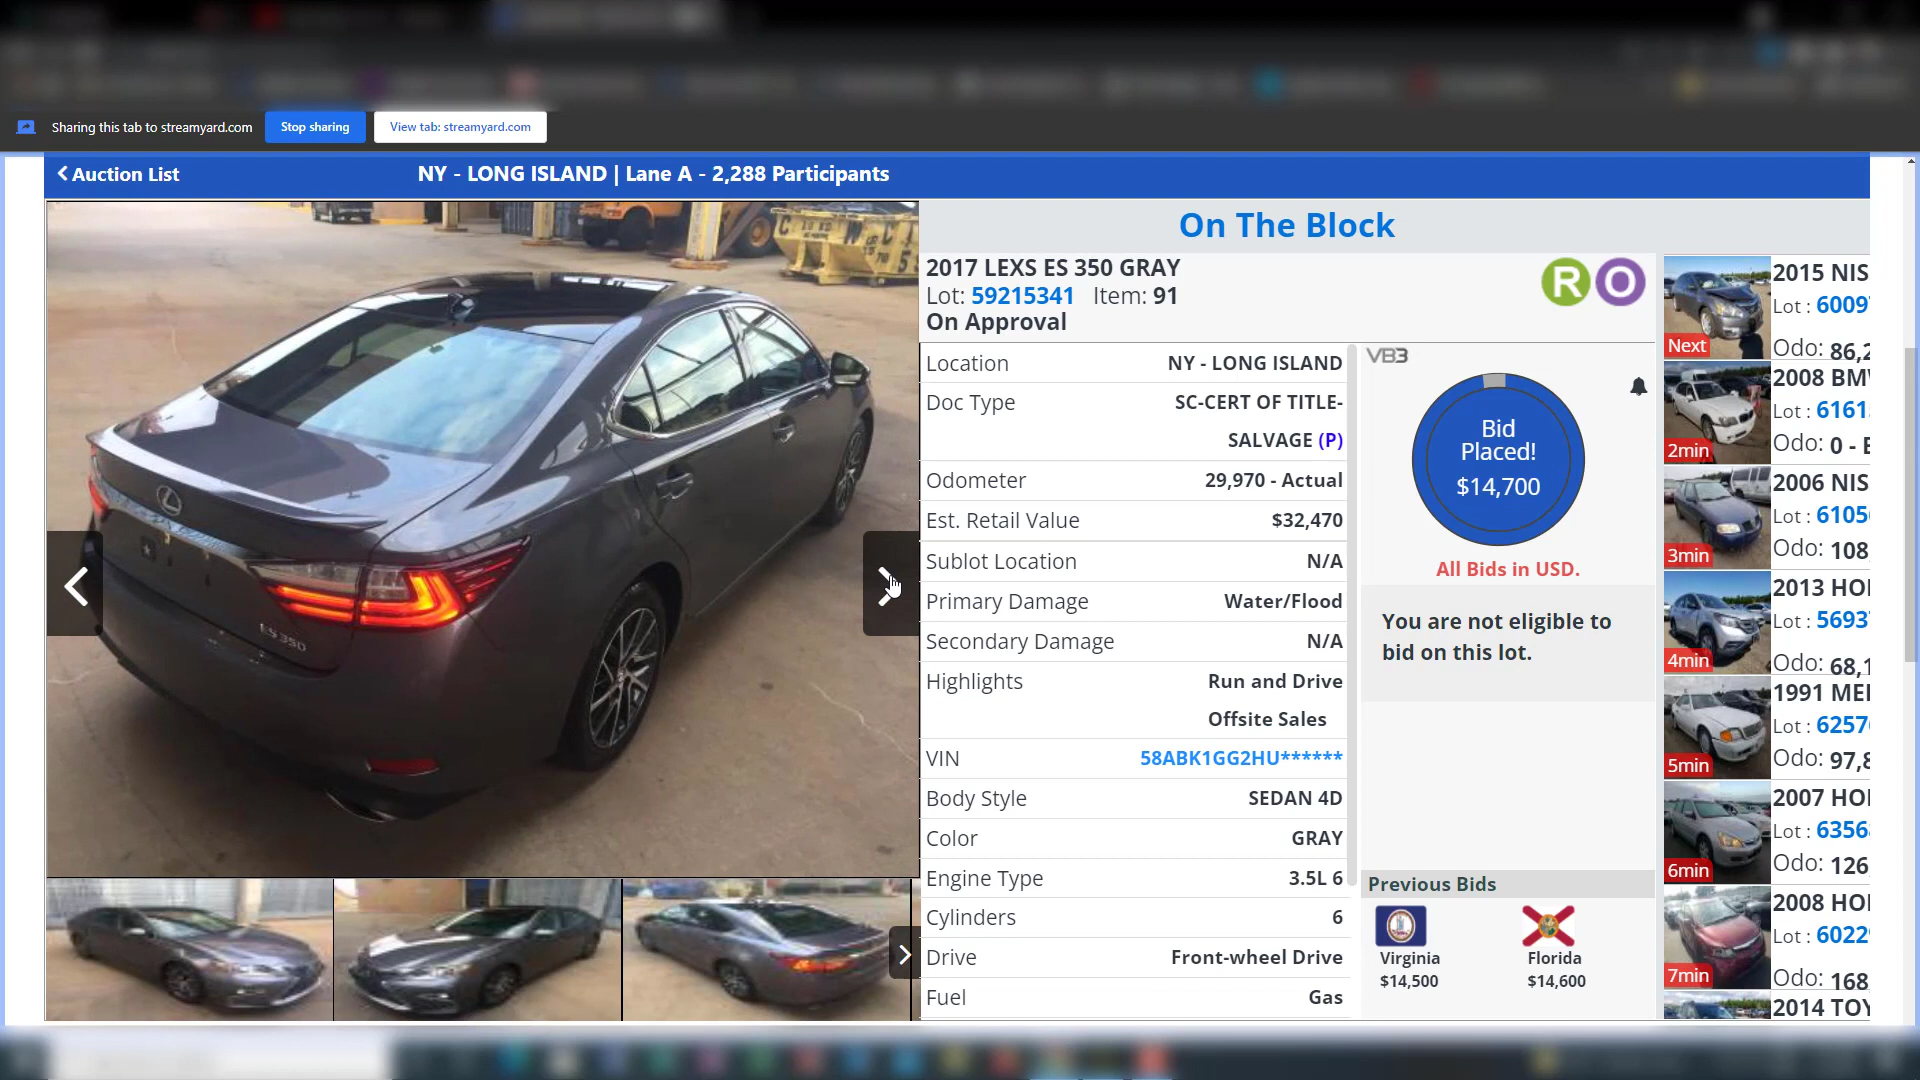 Sharing this tab to streamyard.com
Stop sharing
View tab: streamyard.com
Auction List
NY - LONG ISLAND | Lane A - 2,288 Participants
On The Block
2017 LEXS ES 350 GRAY
Lot: 59215341 Item: 91
On Approval
R O
Location NY - LONG ISLAND
Doc Type SC-CERT OF TITLE-
SALVAGE (P)
Odometer 29,970 - Actual
Est. Retail Value $32,470
Sublot Location N/A
Primary Damage Water/Flood
Secondary Damage N/A
Highlights Run and Drive
Offsite Sales
VIN 58ABK1GG2HU******
Body Style SEDAN 4D
Color GRAY
Engine Type 3.5L 6
Cylinders 6
Drive Front-wheel Drive
Fuel Gas
VB3
Bid
Placed!
$14,700
All Bids in USD.
You are not eligible to
bid on this lot.
Previous Bids
Virginia
$14,500
Florida
$14,600
Next
2015 NIS
Lot : 6009
Odo: 86,2
2min
2008 BM
Lot : 6161
Odo: 0 -
3min
2006 NIS
Lot : 6105
Odo: 108,
4min
2013 HO
Lot : 5693
Odo: 68,1
5min
1991 ME
Lot : 6257
Odo: 97,8
6min
2007 HO
Lot : 6356
Odo: 126
7min
2008 HO
Lot : 6022
Odo: 168
2014 TOY
ES 350